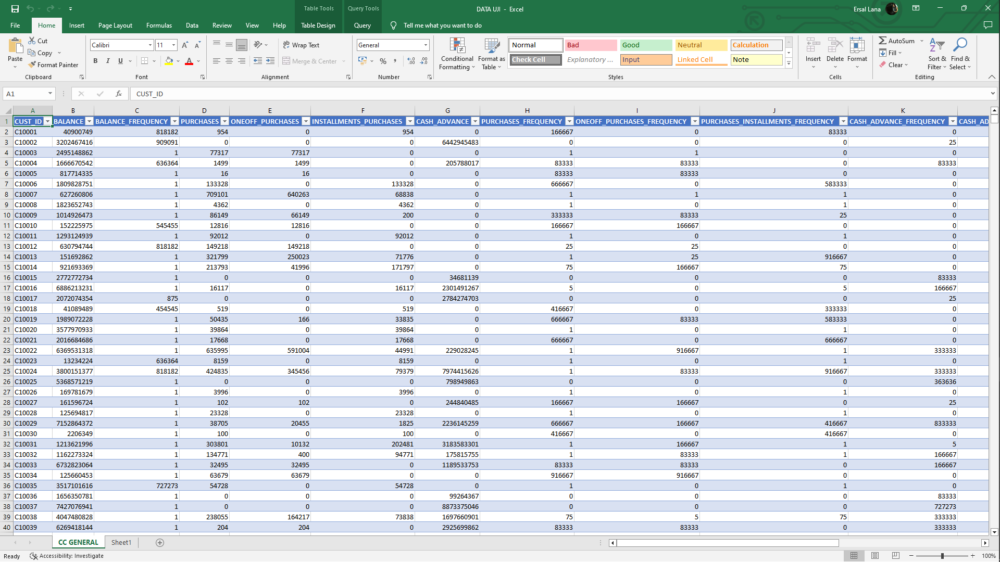 Table Tools Query Tools DATA UJI - Excel Ersal Lana
File Home Insert Page Layout Formulas Data Review View Help Table Design Query Tell me what you want to do
Paste Cut Copy Format Painter Clipboard
Calibri 11 A A B I U A Font
Wrap Text Merge & Center Alignment
General % Number
Conditional Formatting Format as Table
Normal Bad Good Neutral Calculation
Check Cell Explanatory ... Input Linked Cell Note
Styles
Insert Delete Format Cells
AutoSum Fill Clear Sort & Filter Find & Select Editing
A1 fx CUST_ID
A B C D E F G H I J K
1 CUST_ID BALANCE BALANCE_FREQUENCY PURCHASES ONEOFF_PURCHASES INSTALLMENTS_PURCHASES CASH_ADVANCE PURCHASES_FREQUENCY ONEOFF_PURCHASES_FREQUENCY PURCHASES_INSTALLMENTS_FREQUENCY CASH_ADVANCE_FREQUENCY CASH_AD
2 C10001 40900749 818182 954 0 954 0 166667 0 83333 0
3 C10002 3202467416 909091 0 0 0 6442945483 0 0 0 25
4 C10003 2495148862 1 77317 77317 0 0 1 1 0 0
5 C10004 1666670542 636364 1499 1499 0 205788017 83333 83333 0 83333
6 C10005 817714335 1 16 16 0 0 83333 83333 0 0
7 C10006 1809828751 1 133328 0 133328 0 666667 0 583333 0
8 C10007 627260806 1 709101 640263 68838 0 1 1 1 0
9 C10008 1823652743 1 4362 0 4362 0 1 0 1 0
10 C10009 1014926473 1 86149 66149 200 0 333333 83333 25 0
11 C10010 152225975 545455 12816 12816 0 0 166667 166667 0 0
12 C10011 1293124939 1 92012 0 92012 0 1 0 1 0
13 C10012 630794744 818182 149218 149218 0 0 25 25 0 0
14 C10013 151692862 1 321799 250023 71776 0 1 25 916667 0
15 C10014 921693369 1 213793 41996 171797 0 75 166667 75 0
16 C10015 2772772734 1 0 0 0 34681139 0 0 0 83333
17 C10016 6886213231 1 16117 0 16117 2301491267 5 0 5 166667
18 C10017 2072074354 875 0 0 0 2784274703 0 0 0 25
19 C10018 41089489 454545 519 0 519 0 416667 0 333333 0
20 C10019 1989072228 1 50435 166 33835 0 666667 83333 583333 0
21 C10020 3577970933 1 39864 0 39864 0 1 0 1 0
22 C10021 2016684686 1 17668 0 17668 0 666667 0 666667 0
23 C10022 6369531318 1 635995 591004 44991 229028245 1 916667 1 333333
24 C10023 13234224 636364 8159 0 8159 0 1 0 1 0
25 C10024 3800151377 818182 424835 345456 79379 7974415626 1 83333 916667 333333
26 C10025 5368571219 1 0 0 0 798949863 0 0 0 363636
27 C10026 169781679 1 3996 0 3996 0 1 0 1 0
28 C10027 161596724 1 102 102 0 244840485 166667 166667 0 25
29 C10028 125694817 1 23328 0 23328 0 1 0 1 0
30 C10029 7152864372 1 38705 20455 1825 2236145259 666667 166667 416667 833333
31 C10030 2206349 1 100 0 100 0 416667 0 416667 0
32 C10031 1213621996 1 303801 10132 202481 3183583301 1 166667 1 5
33 C10032 1162273324 1 134771 400 94771 175815755 1 83333 1 166667
34 C10033 6732823064 1 32495 32495 0 1189533753 83333 83333 0 166667
35 C10034 125660453 1 63679 63679 0 0 916667 916667 0 0
36 C10035 3517101616 727273 54728 0 54728 0 1 0 1 0
37 C10036 1656350781 1 0 0 0 99264367 0 0 0 83333
38 C10037 7427076941 1 0 0 0 8873375046 0 0 0 727273
39 C10038 4047480828 1 238055 164217 73838 1697660901 75 5 75 333333
40 C10039 6269418144 1 204 204 0 2925699862 83333 83333 0 333333
CC GENERAL Sheet1
Ready Accessibility: Investigate 100%